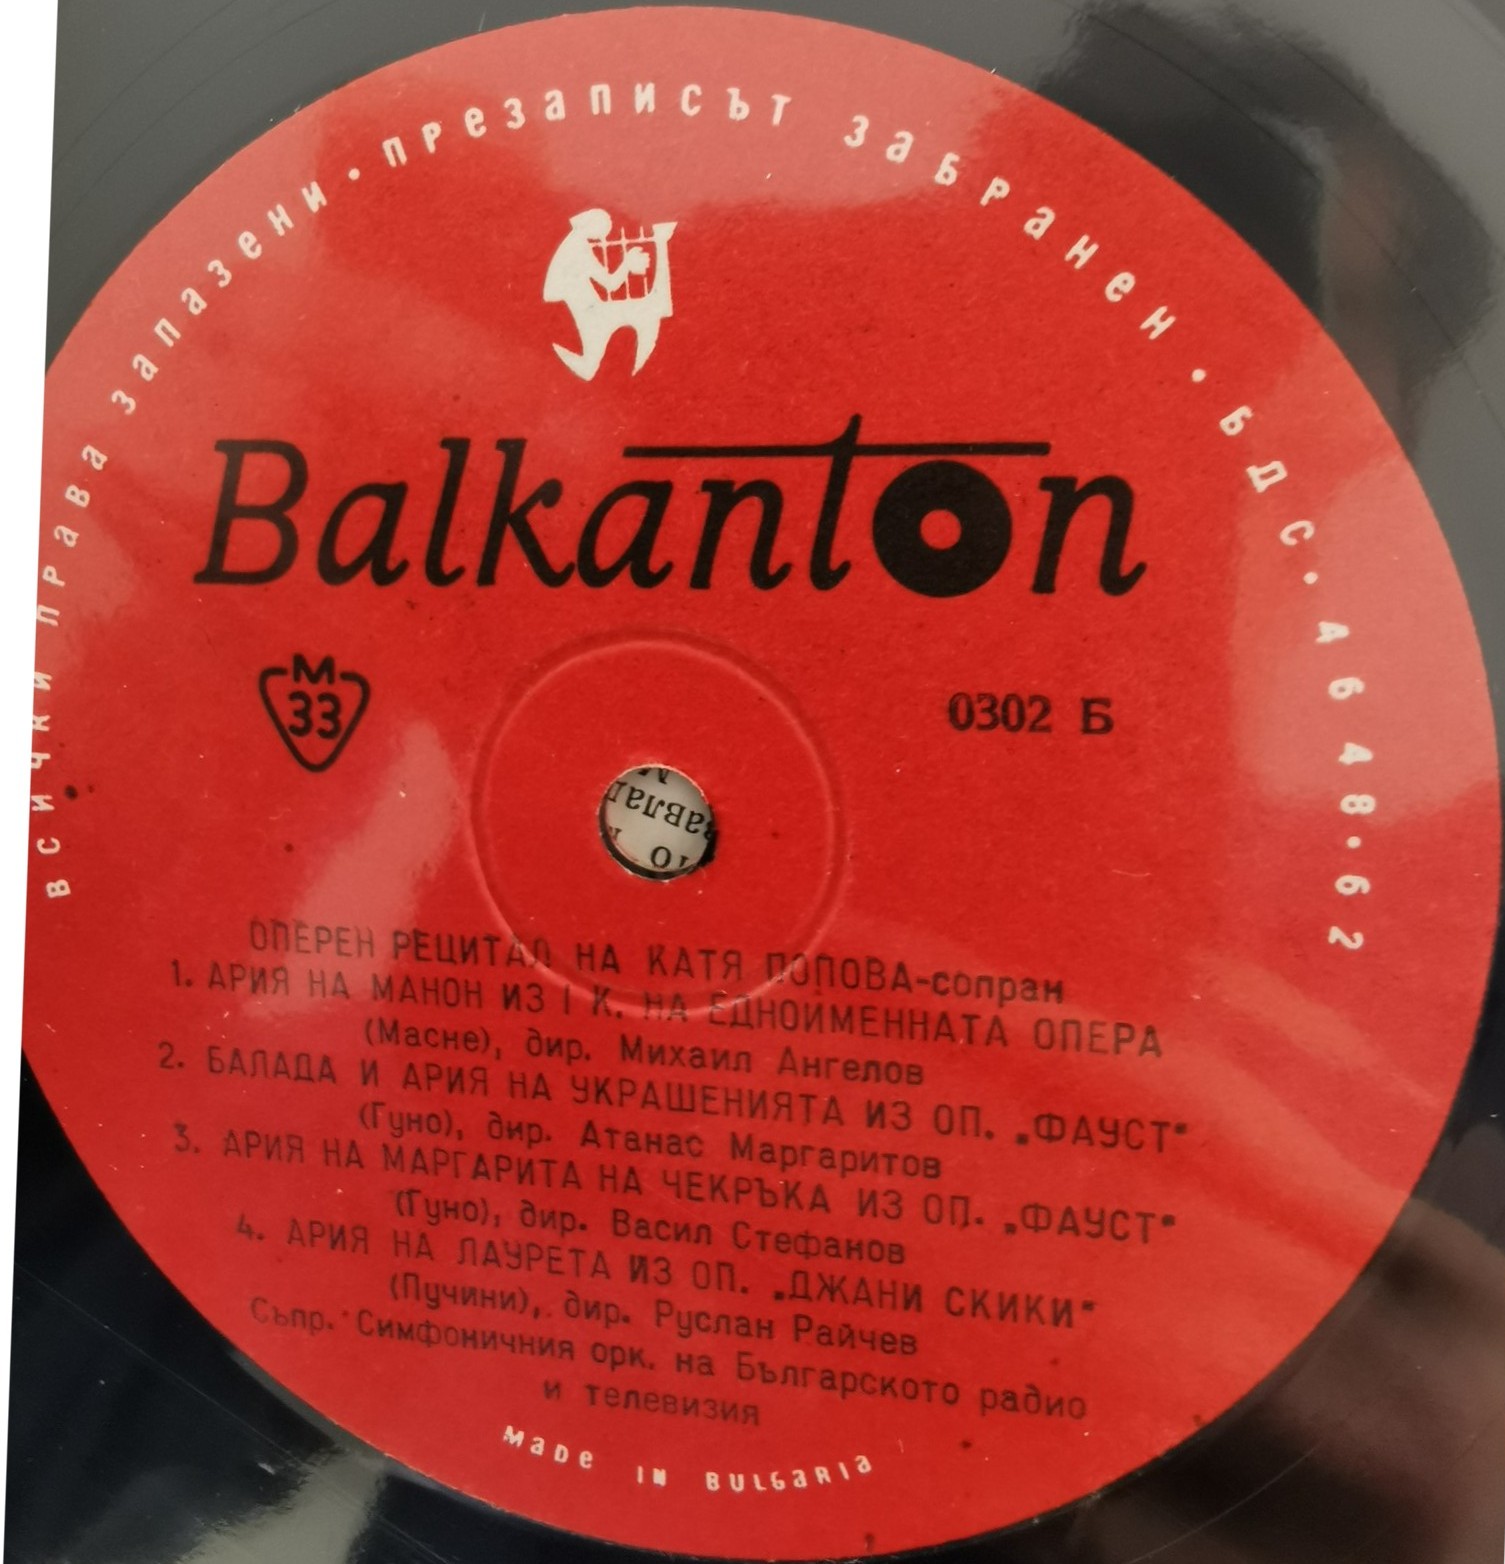 ВСИЧКИ ПРАВА ЗАПАЗЕНИ · ПРЕЗАПИСЪТ ЗАБРАНЕН · БДС · АБ 48 · 62
Balkanton
М
33
0302 Б
ОПЕРЕН РЕЦИТАЛ НА КАТЯ ПОПОВА-сопран
1. АРИЯ НА МАНОН ИЗ I К. НА ЕДНОИМЕННАТА ОПЕРА
(Масне), дир. Михаил Ангелов
2. БАЛАДА И АРИЯ НА УКРАШЕНИЯТА ИЗ ОП. „ФАУСТ"
(Гуно), дир. Атанас Маргаритов
3. АРИЯ НА МАРГАРИТА НА ЧЕКРЪКА ИЗ ОП. „ФАУСТ"
(Гуно), дир. Васил Стефанов
4. АРИЯ НА ЛАУРЕТА ИЗ ОП. „ДЖАНИ СКИКИ"
(Пучини), дир. Руслан Райчев
Съпр. Симфоничния орк. на Българското радио
и телевизия
MADE IN BULGARIA